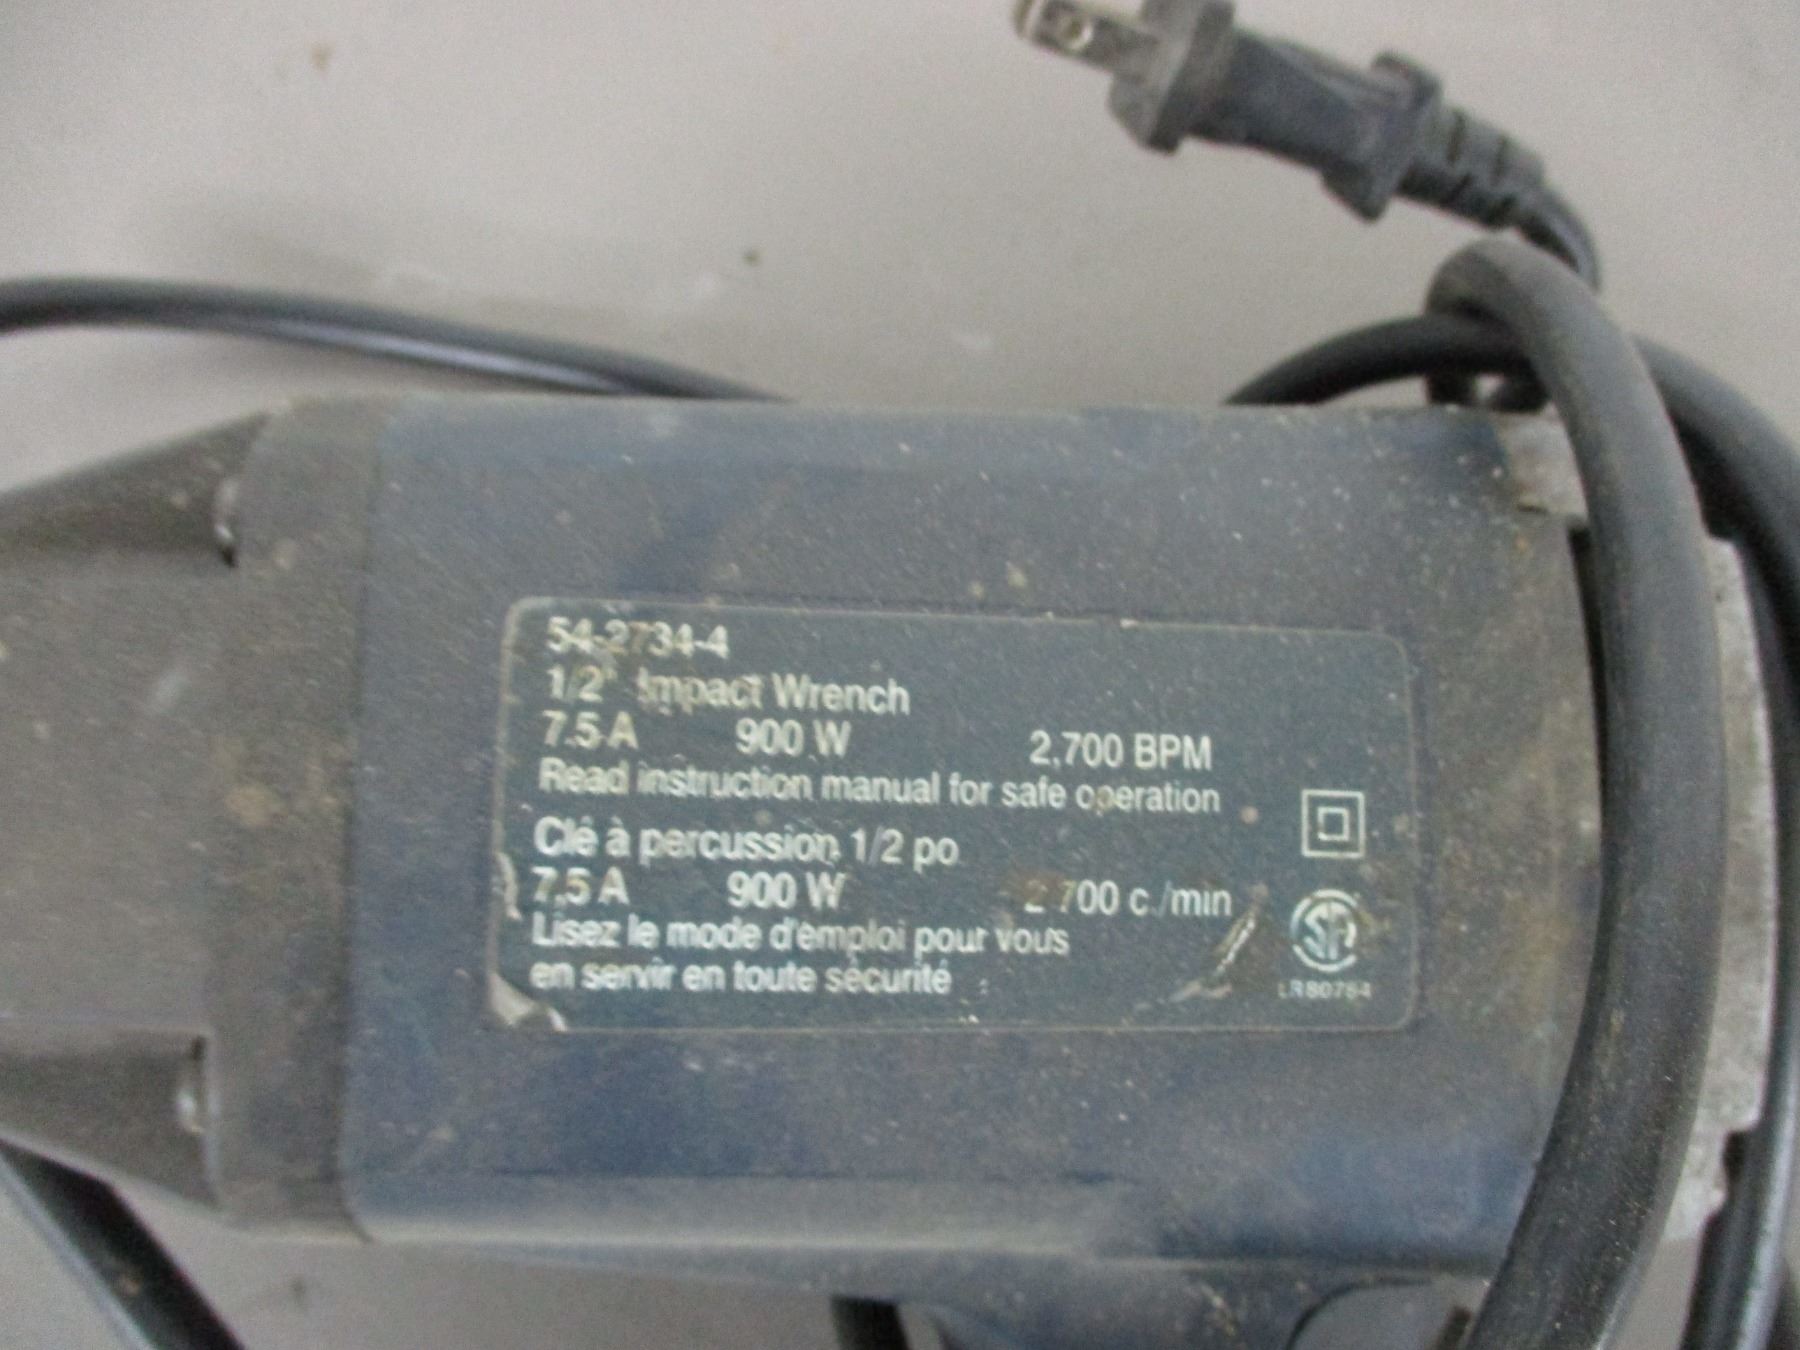 54-2734-4
1/2" Impact Wrench
7.5 A 900 W 2,700 BPM
Read instruction manual for safe operation
Clé à percussion 1/2 po
7,5 A 900 W 2 700 c./min
Lisez le mode d'emploi pour vous
en servir en toute sécurité
LR80764